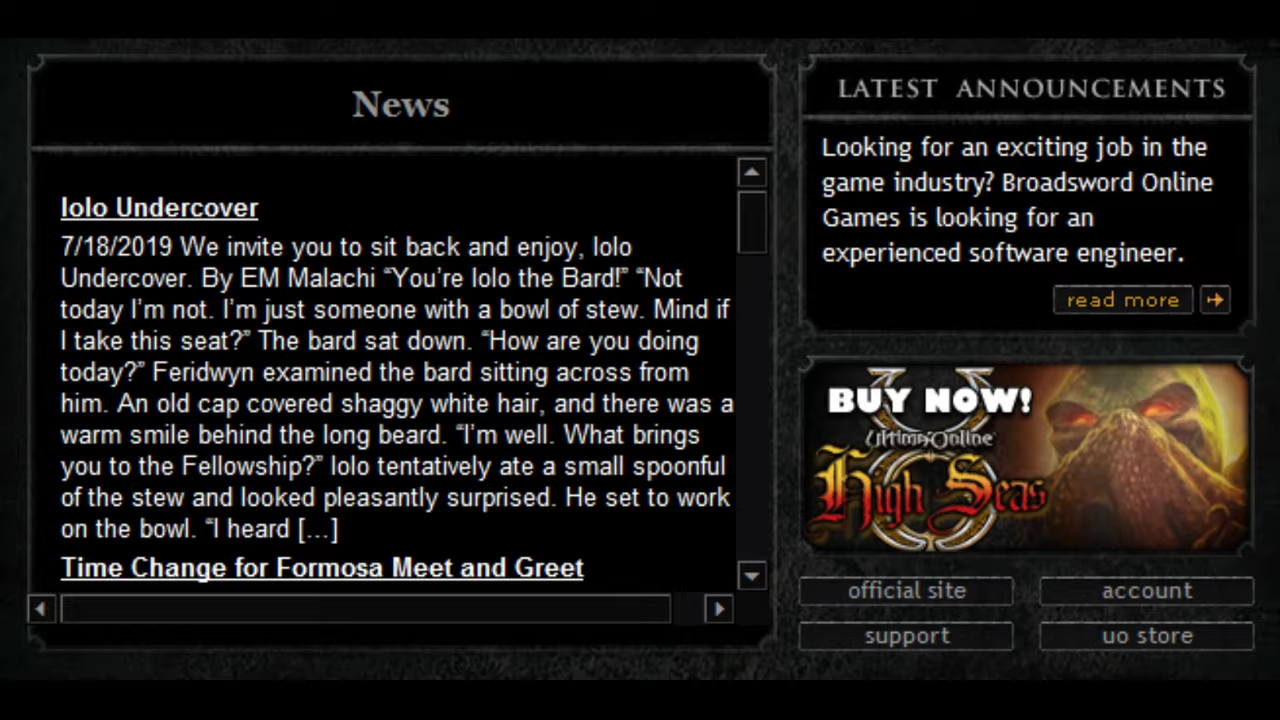 News
Iolo Undercover
7/18/2019 We invite you to sit back and enjoy, Iolo
Undercover. By EM Malachi “You’re Iolo the Bard!” “Not
today I’m not. I’m just someone with a bowl of stew. Mind if
I take this seat?” The bard sat down. “How are you doing
today?” Feridwyn examined the bard sitting across from
him. An old cap covered shaggy white hair, and there was a
warm smile behind the long beard. “I’m well. What brings
you to the Fellowship?” Iolo tentatively ate a small spoonful
of the stew and looked pleasantly surprised. He set to work
on the bowl. “I heard […]
Time Change for Formosa Meet and Greet
LATEST ANNOUNCEMENTS
Looking for an exciting job in the
game industry? Broadsword Online
Games is looking for an
experienced software engineer.
read more
BUY NOW!
Ultima Online
High Seas
official site
account
support
uo store